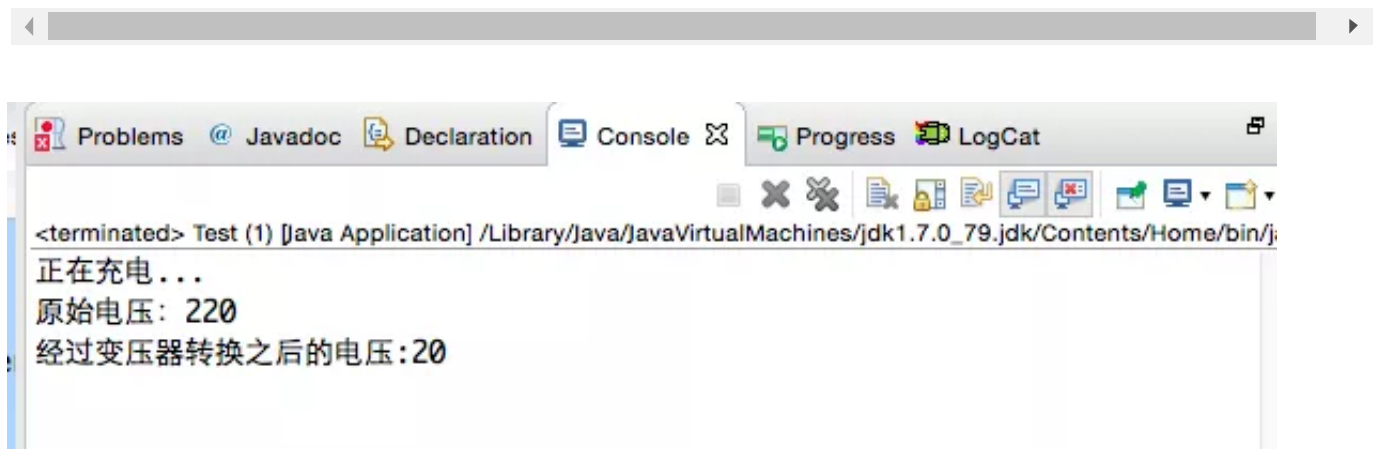 Problems @ Javadoc Declaration Console Progress LogCat
<terminated> Test (1) [Java Application] /Library/Java/JavaVirtualMachines/jdk1.7.0_79.jdk/Contents/Home/bin/j
正在充电...
原始电压: 220
经过变压器转换之后的电压:20